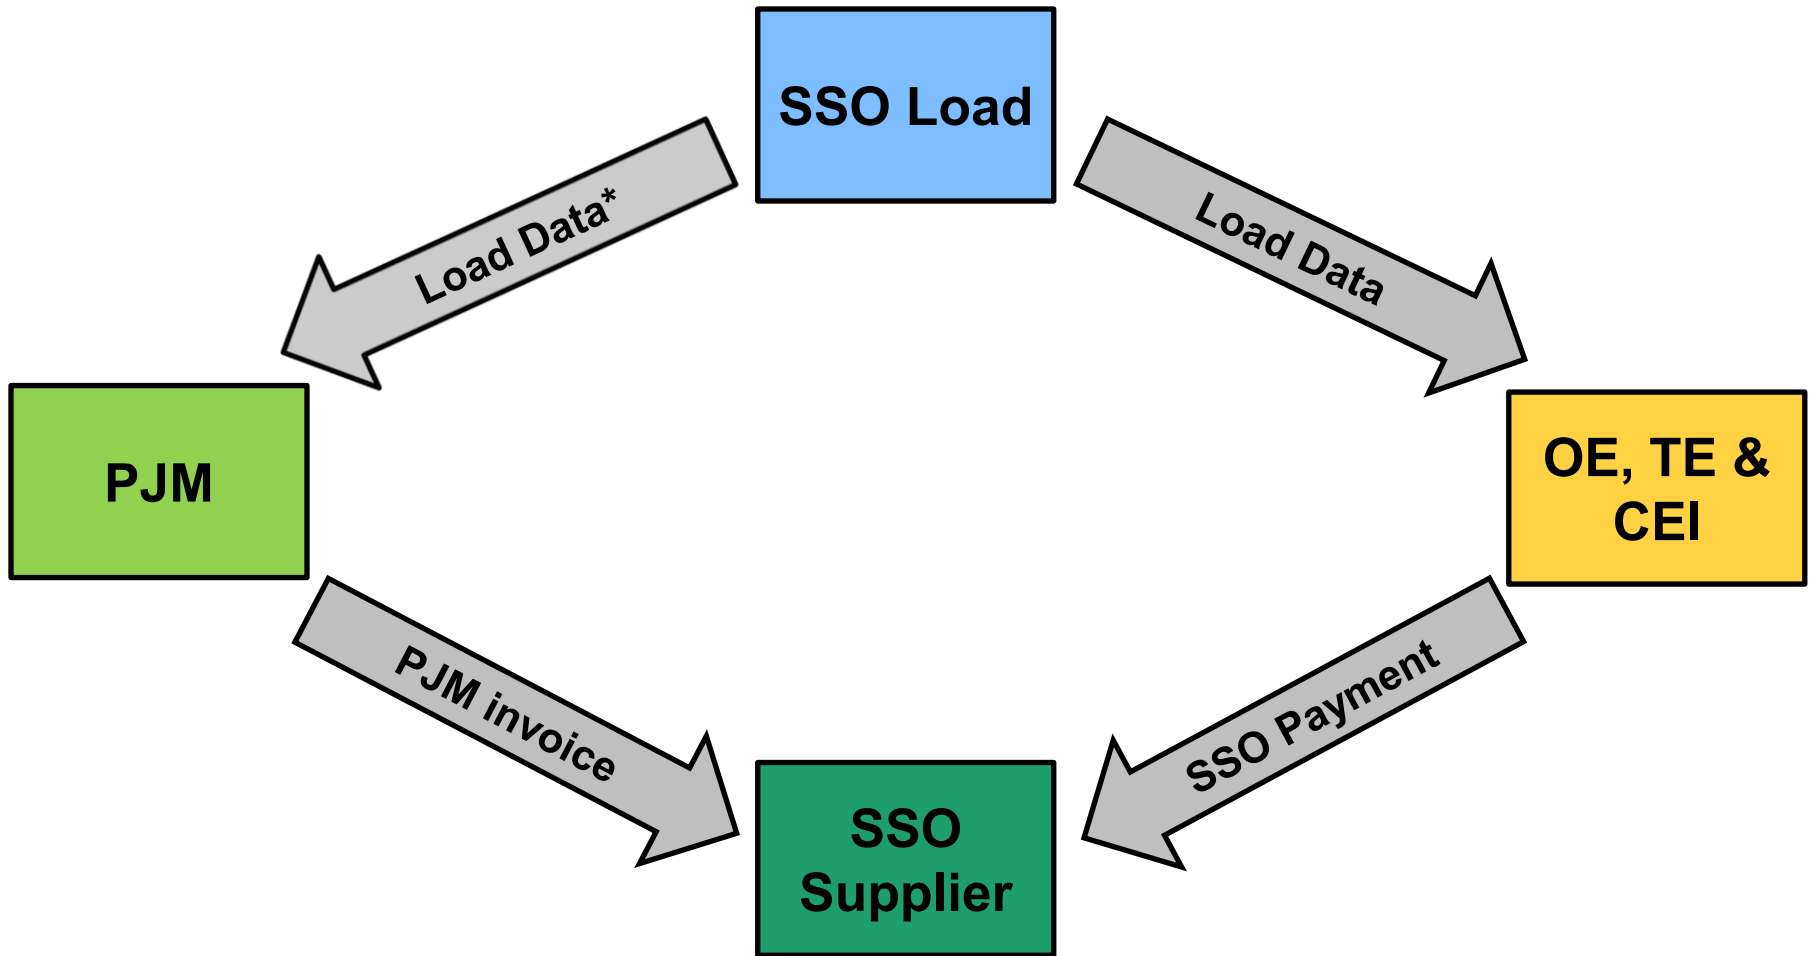 SSO Load
Load Data*
Load Data
PJM
OE, TE &
CEI
PJM invoice
SSO Payment
SSO
Supplier